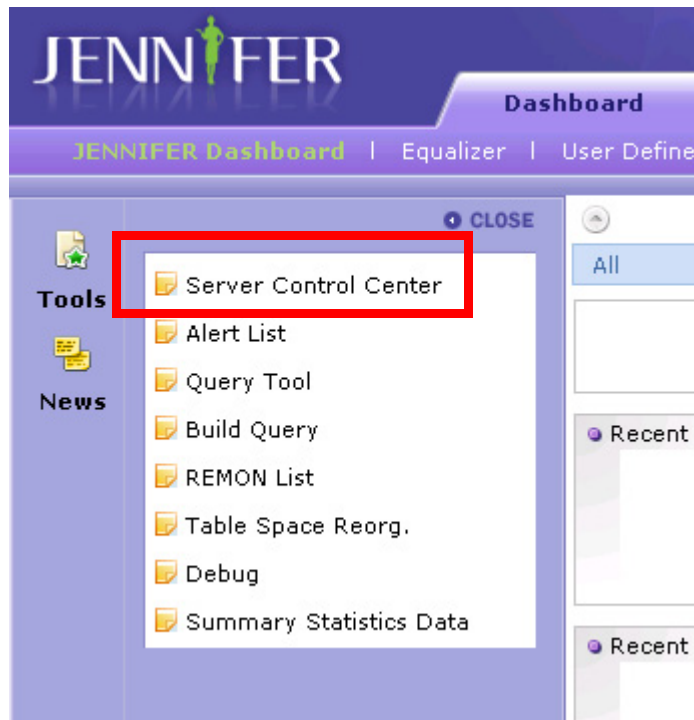 JENNIFER
Dashboard
JENNIFER Dashboard | Equalizer | User Define
CLOSE
Tools
News
Server Control Center
Alert List
Query Tool
Build Query
REMON List
Table Space Reorg.
Debug
Summary Statistics Data
All
Recent
Recent